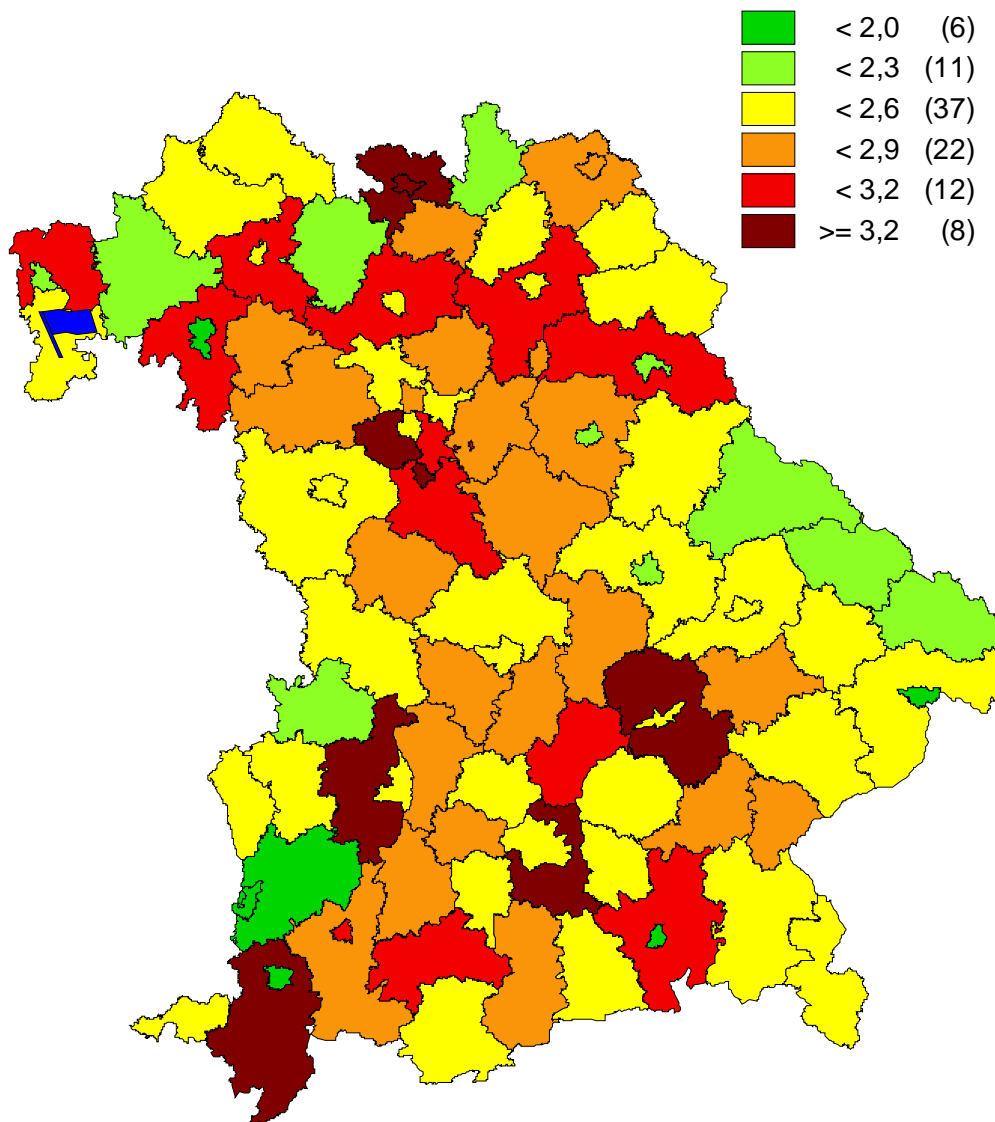 < 2,0 (6)
< 2,3 (11)
< 2,6 (37)
< 2,9 (22)
< 3,2 (12)
>= 3,2 (8)